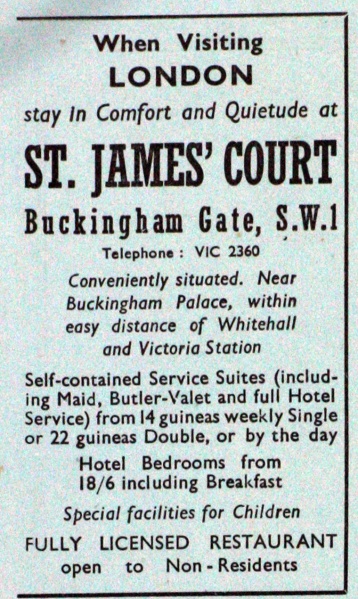 When Visiting
LONDON
stay in Comfort and Quietude at
ST. JAMES' COURT
Buckingham Gate, S.W.1
Telephone : VIC 2360
Conveniently situated. Near
Buckingham Palace, within
easy distance of Whitehall
and Victoria Station
Self-contained Service Suites (includ-
ing Maid, Butler-Valet and full Hotel
Service) from 14 guineas weekly Single
or 22 guineas Double, or by the day
Hotel Bedrooms from
18/6 including Breakfast
Special facilities for Children
FULLY LICENSED RESTAURANT
open to Non-Residents